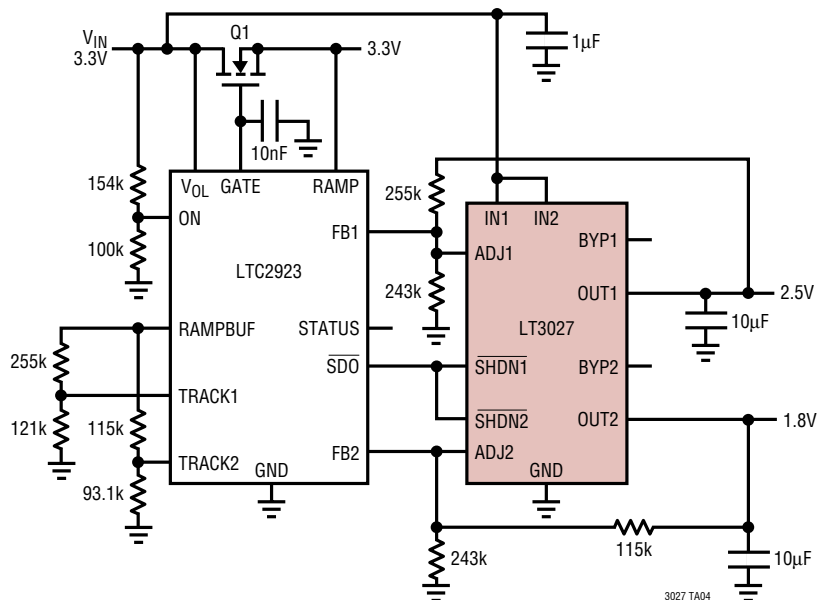 Q1
VIN
3.3V
3.3V
1µF
10nF
154k
VOL
GATE
RAMP
255k
IN1
IN2
ON
FB1
BYP1
100k
ADJ1
LTC2923
243k
OUT1
2.5V
RAMPBUF
STATUS
LT3027
10µF
255k
SDO
SHDN1
BYP2
TRACK1
121k
115k
SHDN2
OUT2
1.8V
TRACK2
FB2
ADJ2
GND
GND
93.1k
243k
115k
10µF
3027 TA04